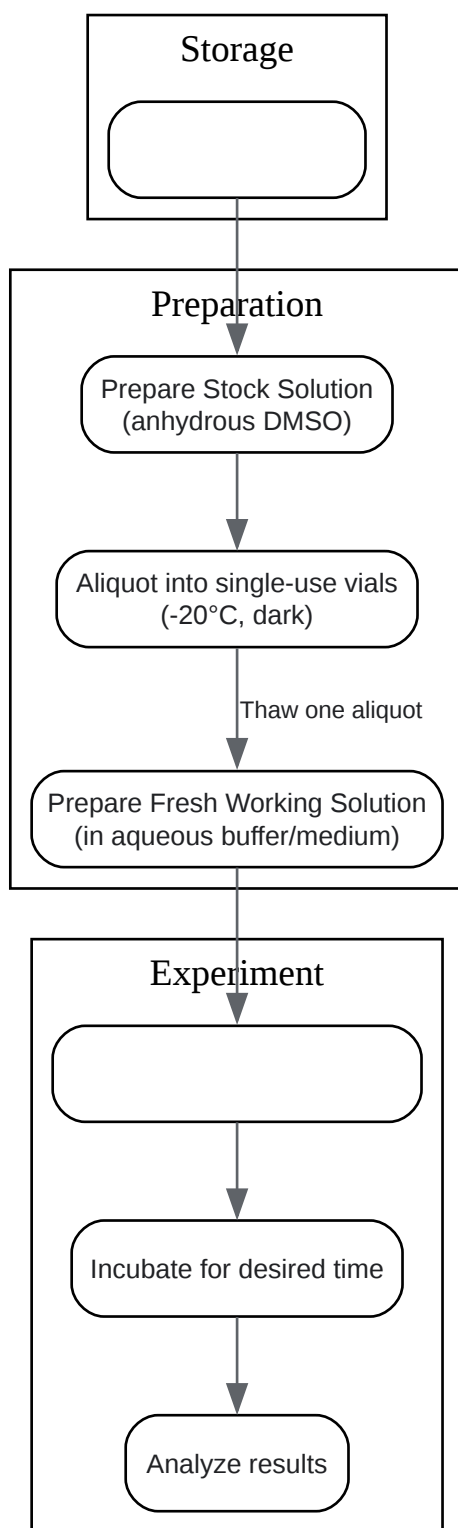 Storage
Preparation
Prepare Stock Solution
(anhydrous DMSO)
Aliquot into single-use vials
(-20°C, dark)
Thaw one aliquot
Prepare Fresh Working Solution
(in aqueous buffer/medium)
Experiment
Incubate for desired time
Analyze results